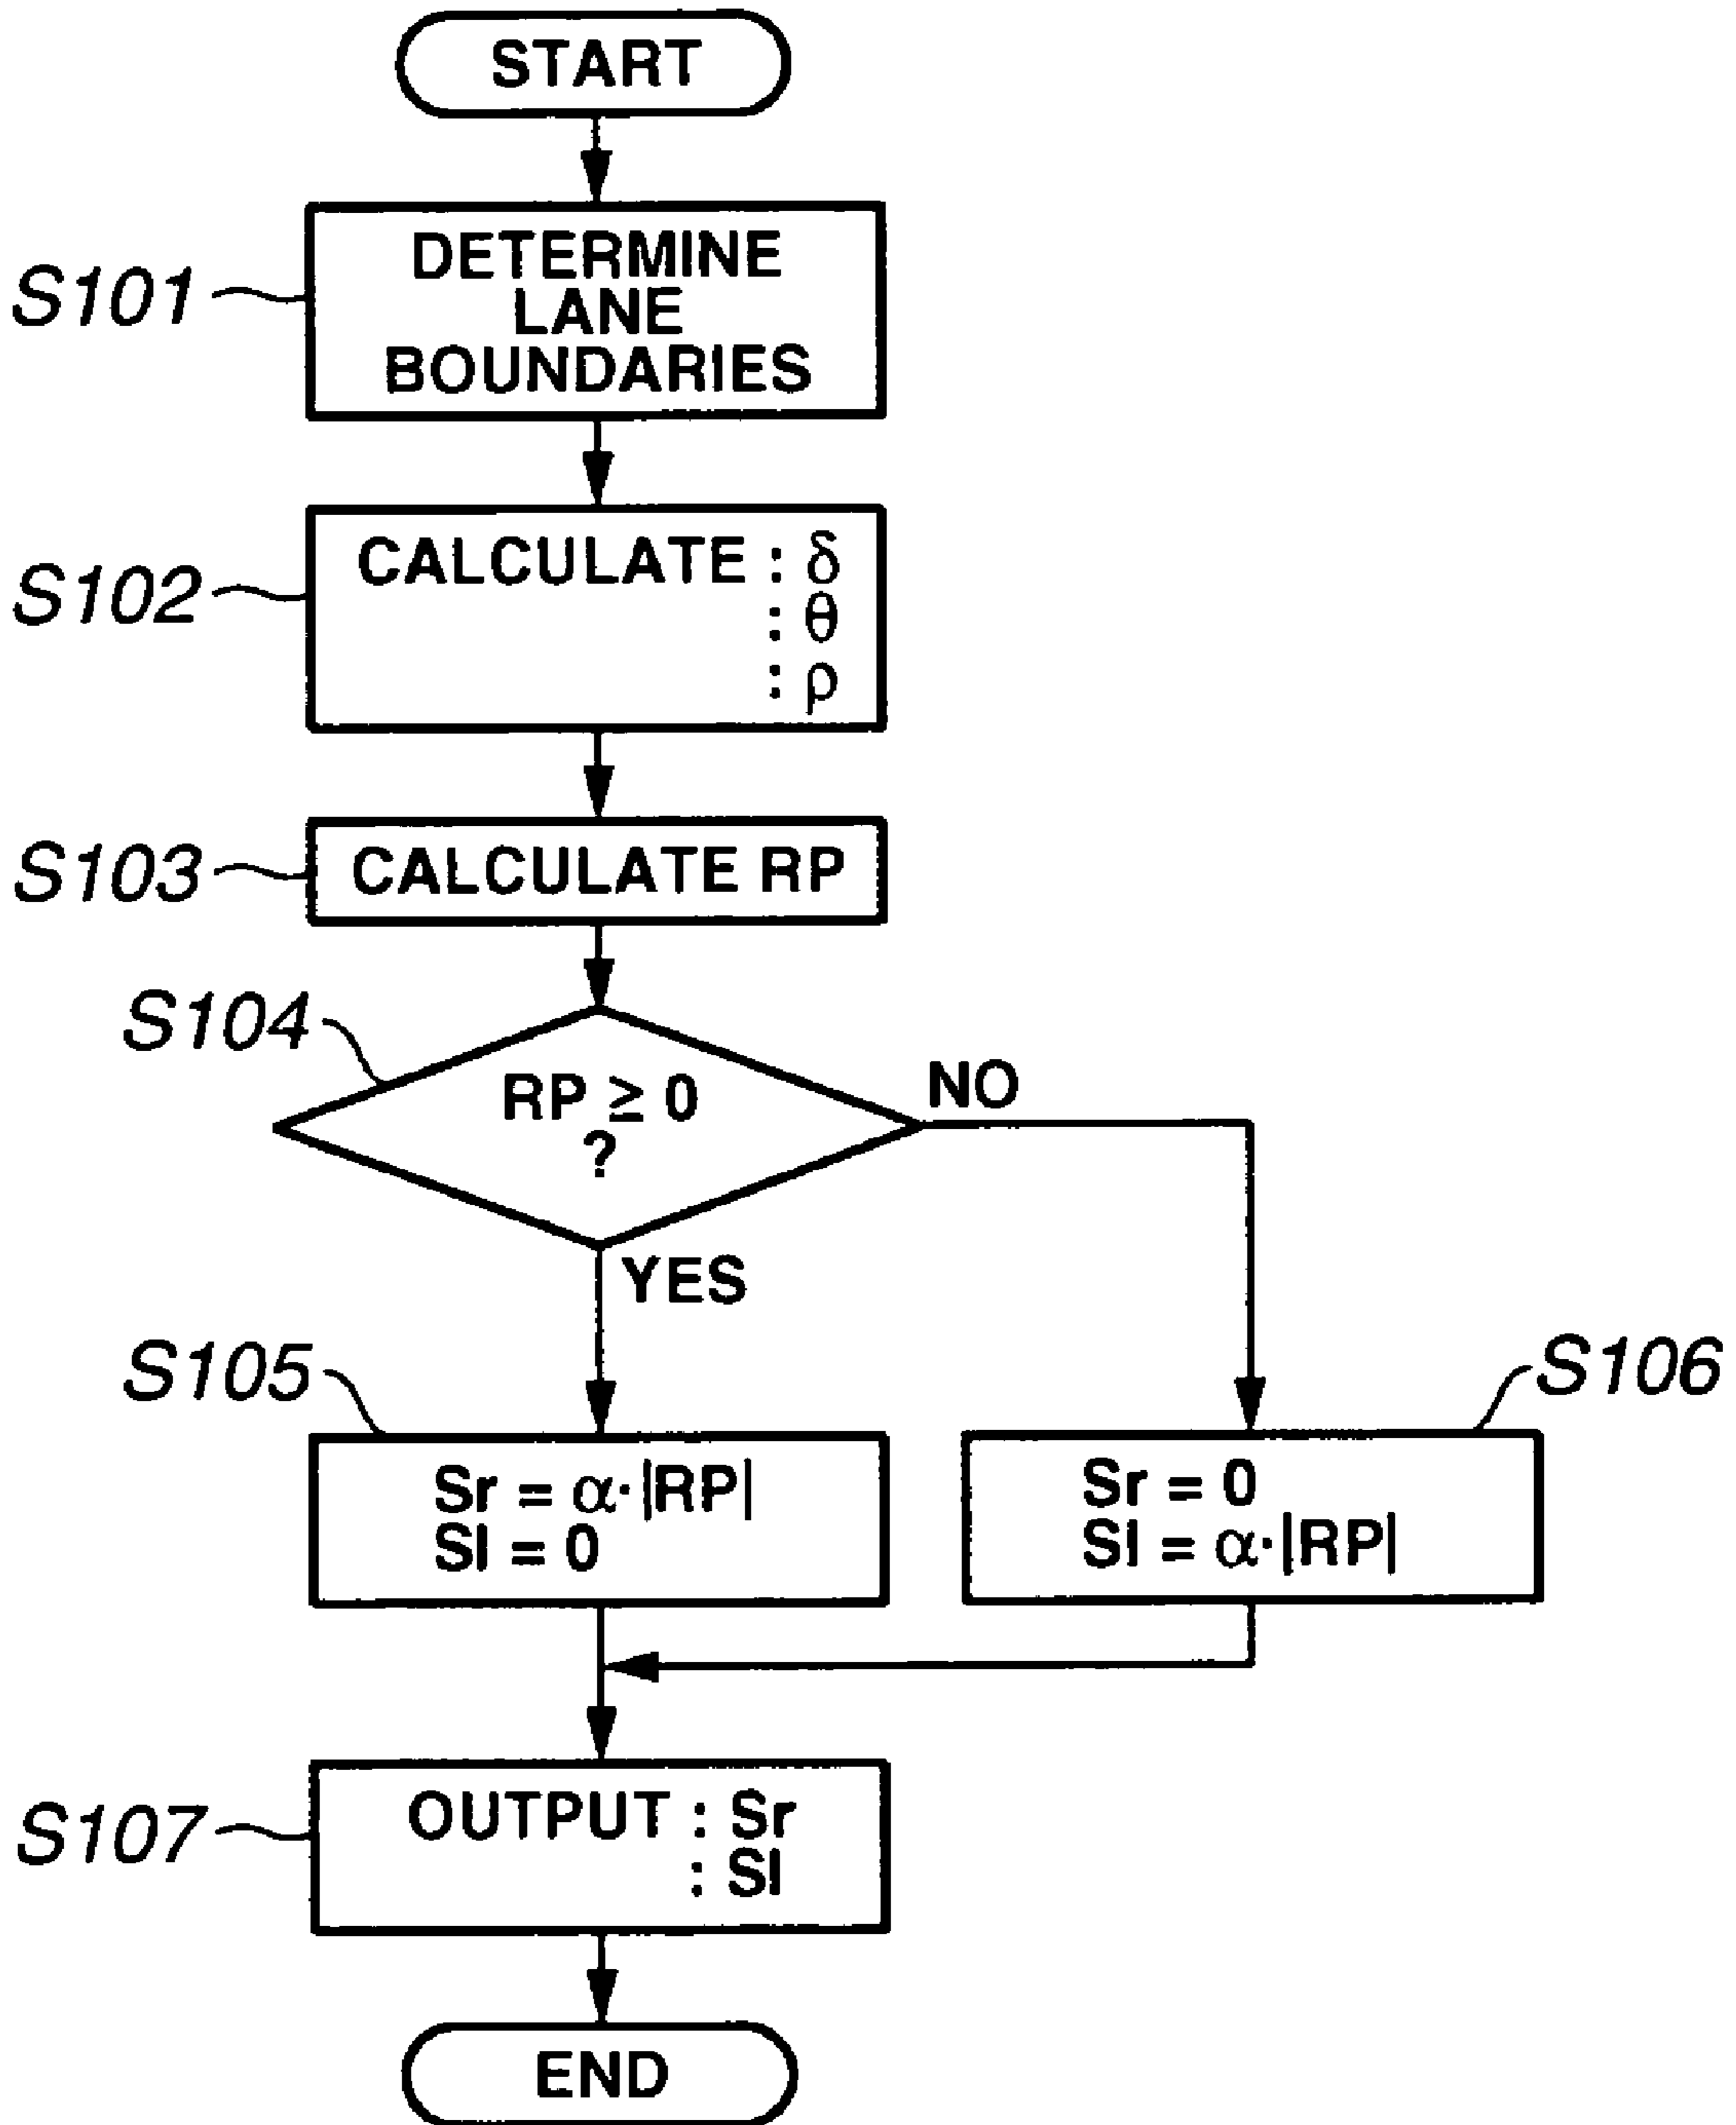 START
S101
DETERMINE
LANE
BOUNDARIES
S102
CALCULATE : δ
: θ
: ρ
S103
CALCULATE RP
S104
RP ≧ 0
?
NO
YES
S105
Sr = α·|RP|
Sl = 0
S106
Sr = 0
Sl = α·|RP|
S107
OUTPUT : Sr
: Sl
END